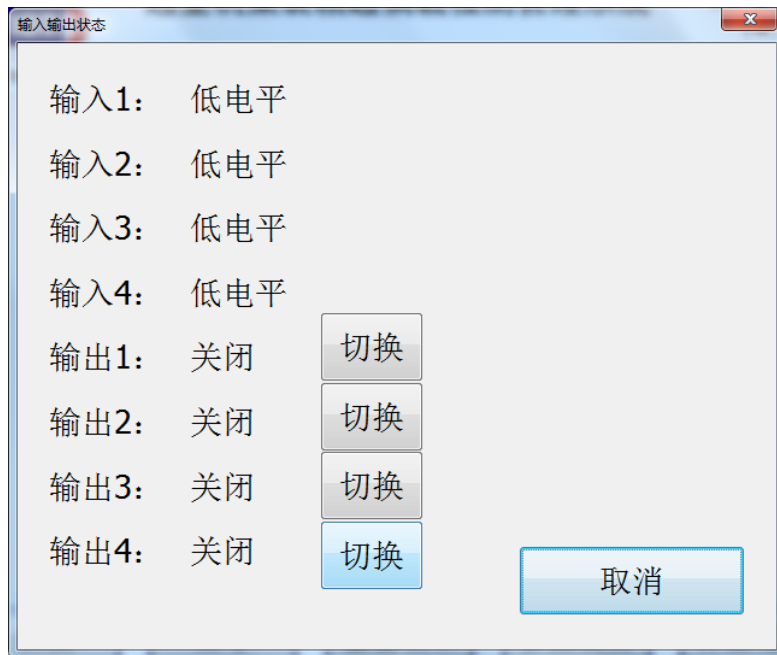 输入输出状态
输入1： 低电平
输入2： 低电平
输入3： 低电平
输入4： 低电平
输出1： 关闭 切换
输出2： 关闭 切换
输出3： 关闭 切换
输出4： 关闭 切换
取消